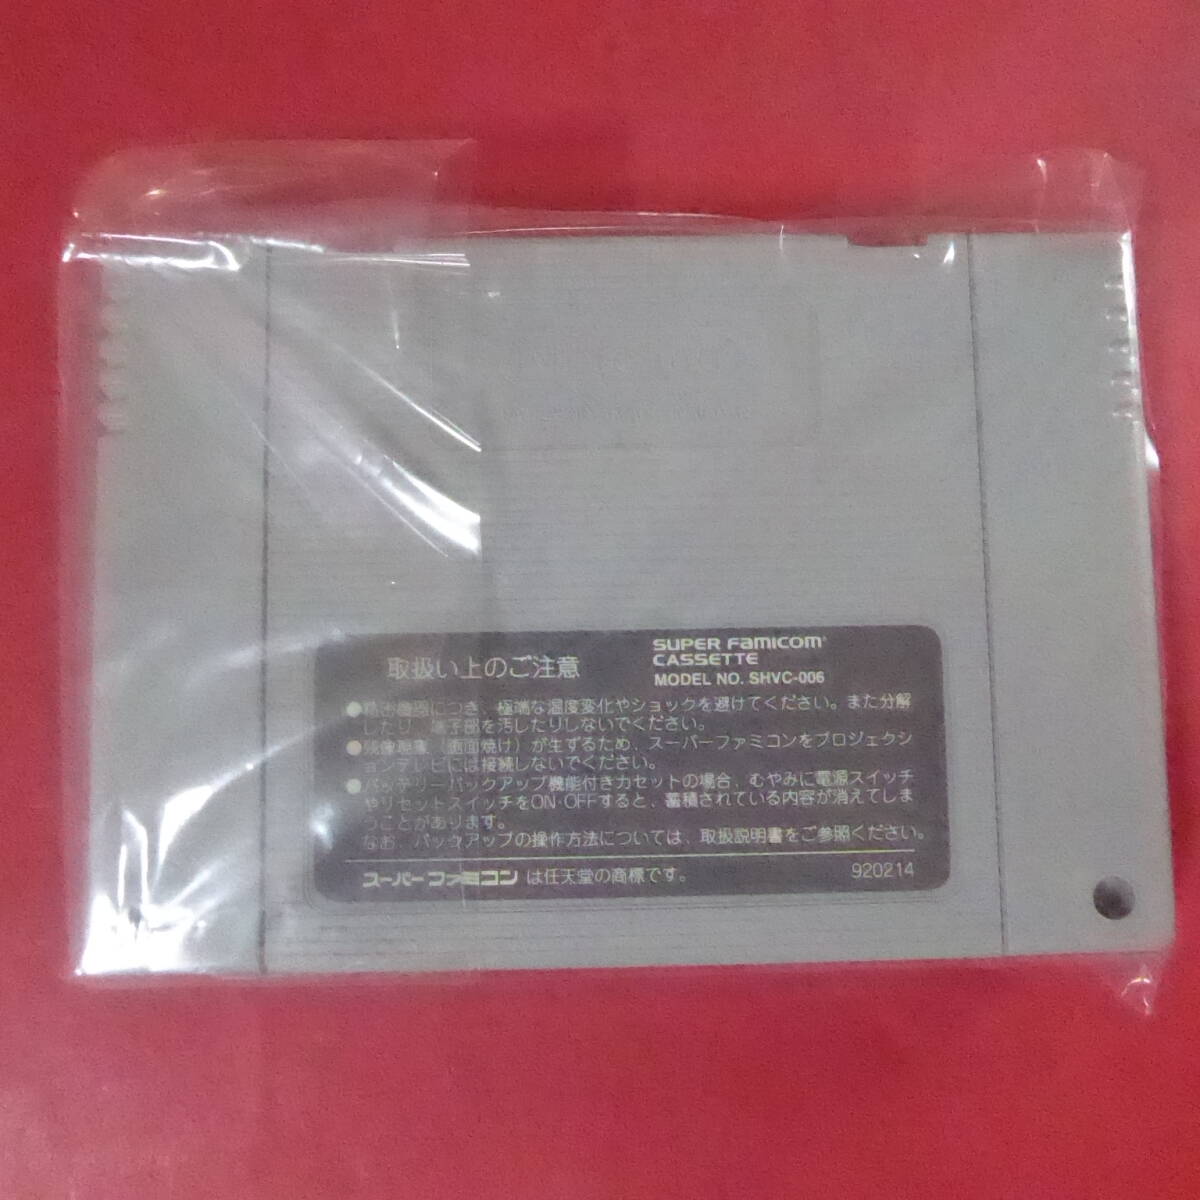 取扱い上のご注意
SUPER FAMICOM
CASSETTE
MODEL NO. SHVC-006
●精密機器につき、極端な温度変化やショックを避けてください。また分解
したり、端子部を汚したりしないでください。
●残像現象（画面焼け）が生ずるため、スーパーファミコンをプロジェクシ
ョンテレビには接続しないでください。
●バッテリーバックアップ機能付きカセットの場合、むやみに電源スイッチ
やリセットスイッチをON・OFFすると、蓄積されている内容が消えてしま
うことがあります。
なお、バックアップの操作方法については、取扱説明書をご参照ください。
スーパーファミコンは任天堂の商標です。
920214